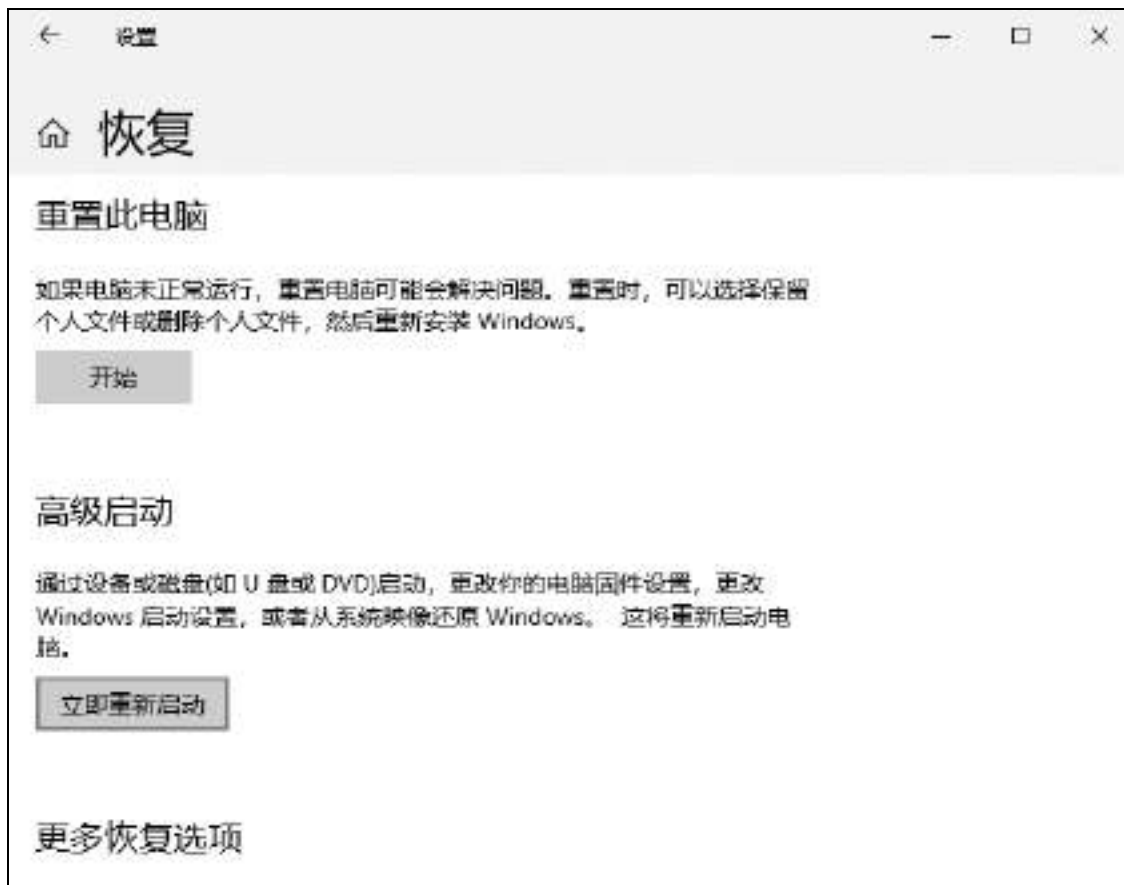 设置
恢复
重置此电脑
如果电脑未正常运行，重置电脑可能会解决问题。重置时，可以选择保留
个人文件或删除个人文件，然后重新安装 Windows。
开始
高级启动
通过设备或磁盘(如 U 盘或 DVD)启动，更改你的电脑固件设置，更改
Windows 启动设置，或者从系统映像还原 Windows。 这将重新启动电
脑。
立即重新启动
更多恢复选项